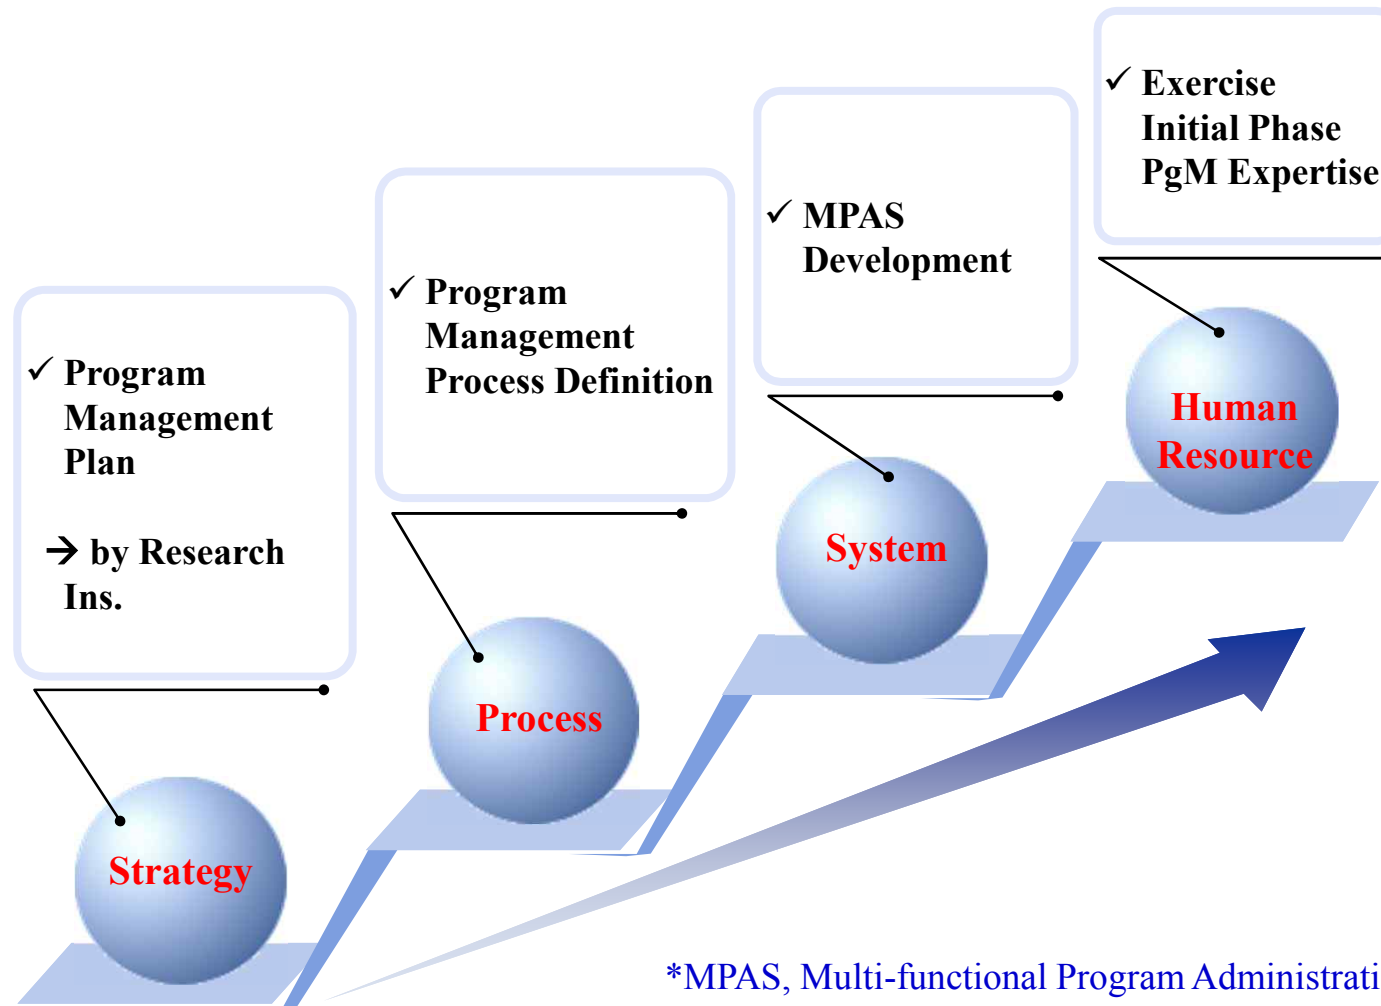 ✓ Program
Management
Plan
→ by Research
Ins.
Strategy
✓ Program
Management
Process Definition
Process
✓ MPAS
Development
System
✓ Exercise
Initial Phase
PgM Expertise
Human
Resource
*MPAS, Multi-functional Program Administrati